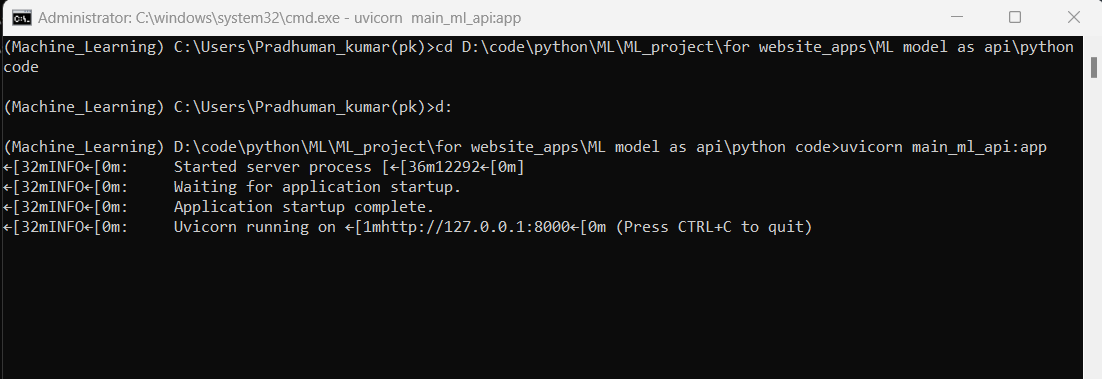 Administrator: C:\windows\system32\cmd.exe - uvicorn  main_ml_api:app
(Machine_Learning) C:\Users\Pradhuman_kumar(pk)>cd D:\code\python\ML\ML_project\for website_apps\ML model as api\python
code
(Machine_Learning) C:\Users\Pradhuman_kumar(pk)>d:
(Machine_Learning) D:\code\python\ML\ML_project\for website_apps\ML model as api\python code>uvicorn main_ml_api:app
←[32mINFO←[0m:     Started server process [←[36m12292←[0m]
←[32mINFO←[0m:     Waiting for application startup.
←[32mINFO←[0m:     Application startup complete.
←[32mINFO←[0m:     Uvicorn running on ←[1mhttp://127.0.0.1:8000←[0m (Press CTRL+C to quit)